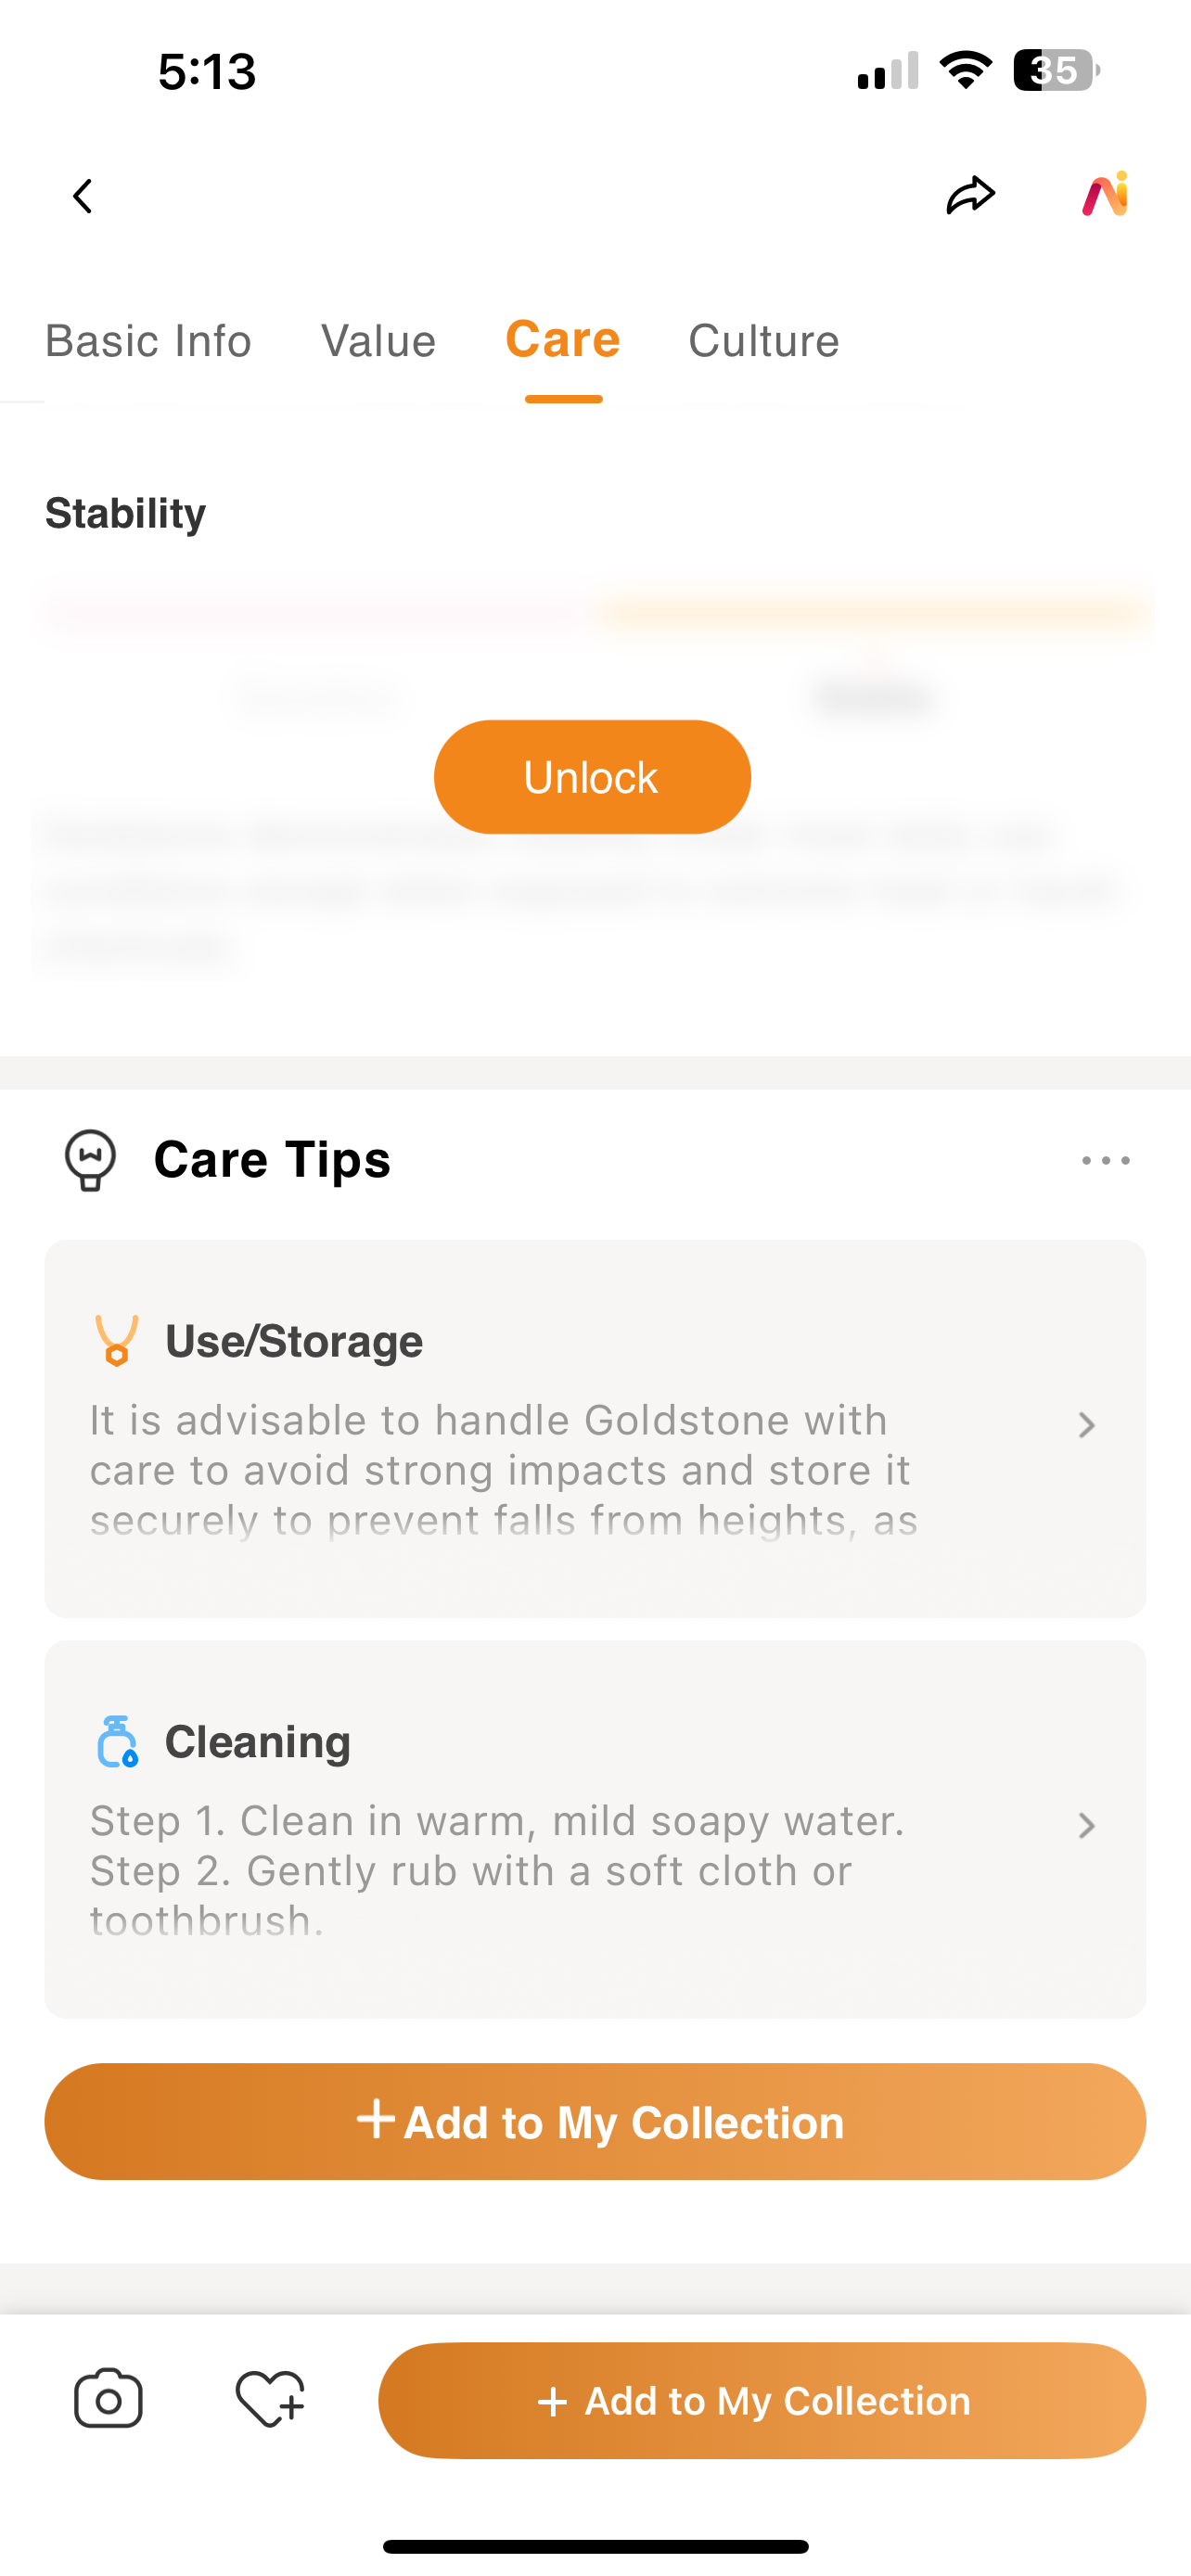 5:13
35
Basic Info Value Care Culture
Stability
Unlock
Care Tips
Use/Storage
It is advisable to handle Goldstone with
care to avoid strong impacts and store it
securely to prevent falls from heights, as
Cleaning
Step 1. Clean in warm, mild soapy water.
Step 2. Gently rub with a soft cloth or
toothbrush.
+ Add to My Collection
+ Add to My Collection